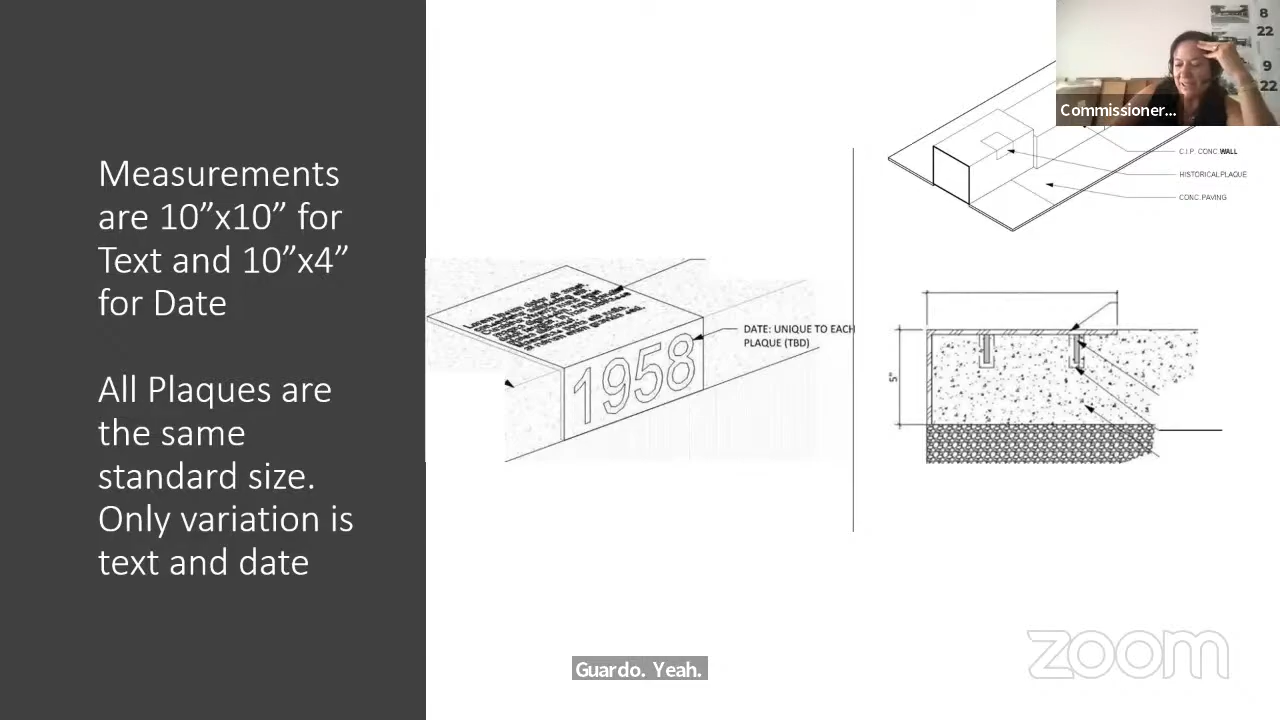 Measurements
are 10”x10” for
Text and 10”x4”
for Date
All Plaques are
the same
standard size.
Only variation is
text and date
1958
DATE: UNIQUE TO EACH
PLAQUE (TBD)
8
22
9
22
Commissioner...
C.I.P. CONC WALL
HISTORICAL PLAQUE
CONC. PAVING
5"
Guardo. Yeah.
zoom